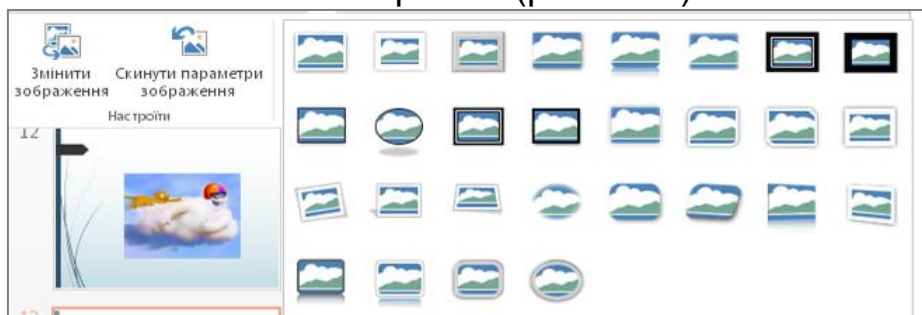 Змінити
зображення
Скинути параметри
зображення
Настроїти
12